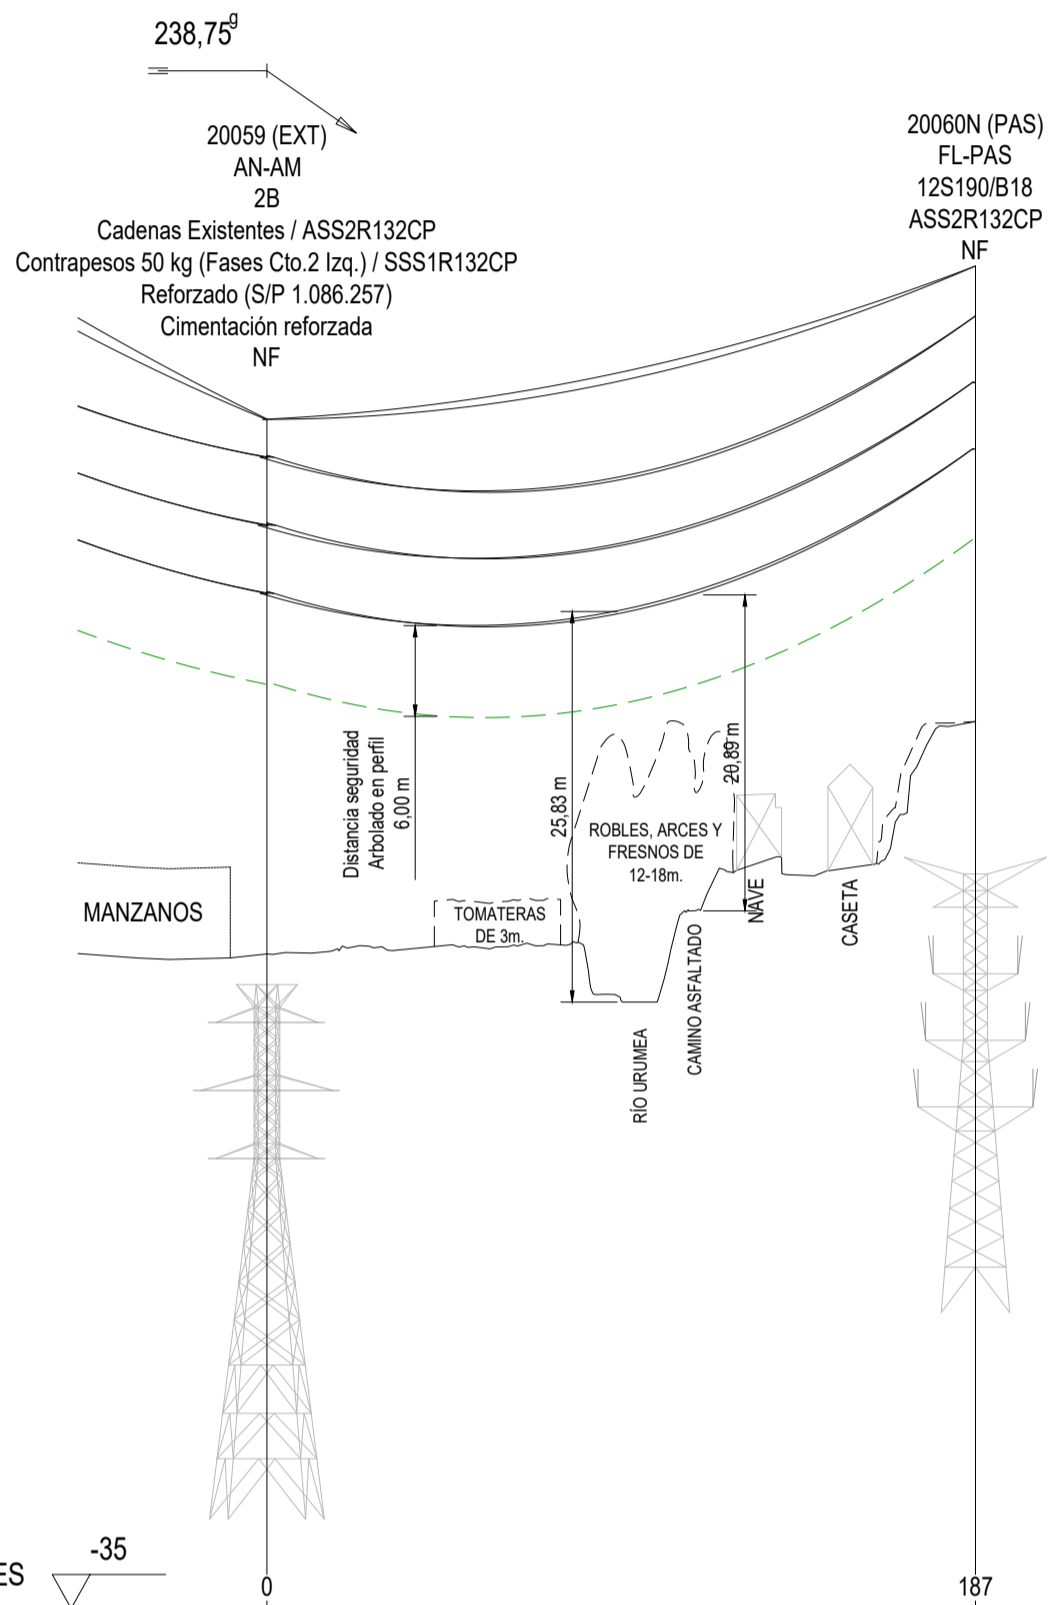 238,75g
20059 (EXT)
AN-AM
2B
Cadenas Existentes / ASS2R132CP
Contrapesos 50 kg (Fases Cto.2 Izq.) / SSS1R132CP
Reforzado (S/P 1.086.257)
Cimentación reforzada
NF
20060N (PAS)
FL-PAS
12S190/B18
ASS2R132CP
NF
Distancia seguridad
Arbolado en perfil
6,00 m
25,83 m
20,89 m
ROBLES, ARCES Y
FRESNOS DE
12-18m.
MANZANOS
TOMATERAS
DE 3m.
RÍO URUMEA
CAMINO ASFALTADO
NAVE
CASETA
ES
-35
0
187